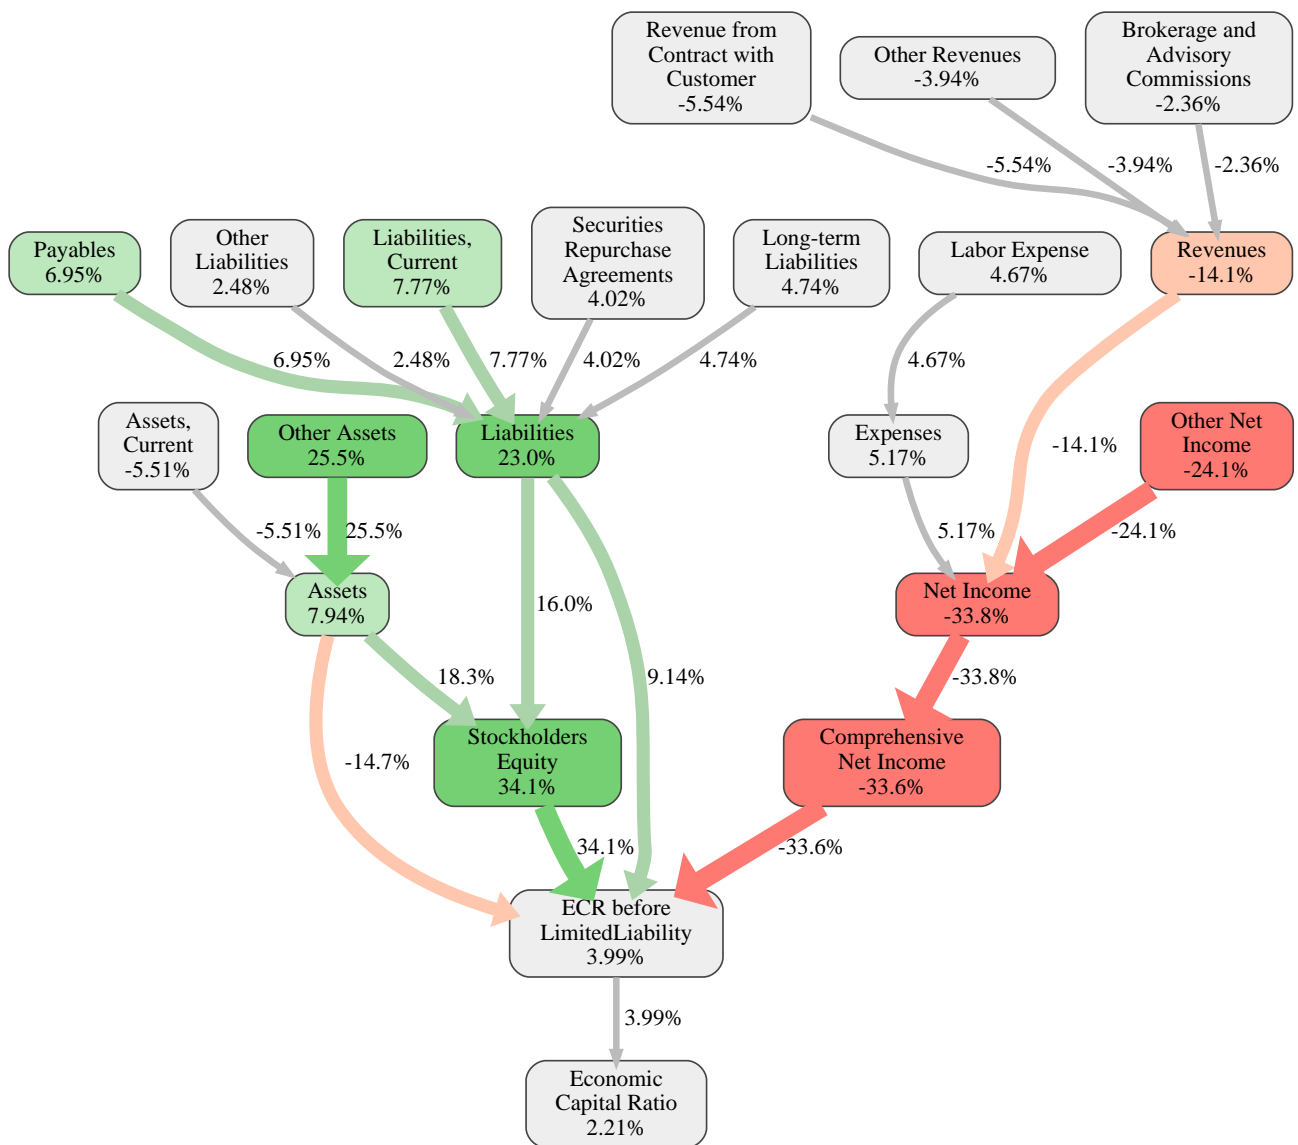 Revenue from
Contract with
Customer
-5.54%
Other Revenues
-3.94%
Brokerage and
Advisory
Commissions
-2.36%
-5.54%
-3.94%
-2.36%
Payables
6.95%
Other
Liabilities
2.48%
Liabilities,
Current
7.77%
Securities
Repurchase
Agreements
4.02%
Long-term
Liabilities
4.74%
Labor Expense
4.67%
Revenues
-14.1%
6.95%
2.48%
7.77%
4.02%
4.74%
4.67%
Assets,
Current
-5.51%
Other Assets
25.5%
Liabilities
23.0%
Expenses
5.17%
-14.1%
Other Net
Income
-24.1%
-5.51%
25.5%
5.17%
-24.1%
Assets
7.94%
16.0%
Net Income
-33.8%
18.3%
9.14%
-33.8%
Stockholders
Equity
34.1%
Comprehensive
Net Income
-33.6%
-14.7%
34.1%
-33.6%
ECR before
LimitedLiability
3.99%
3.99%
Economic
Capital Ratio
2.21%